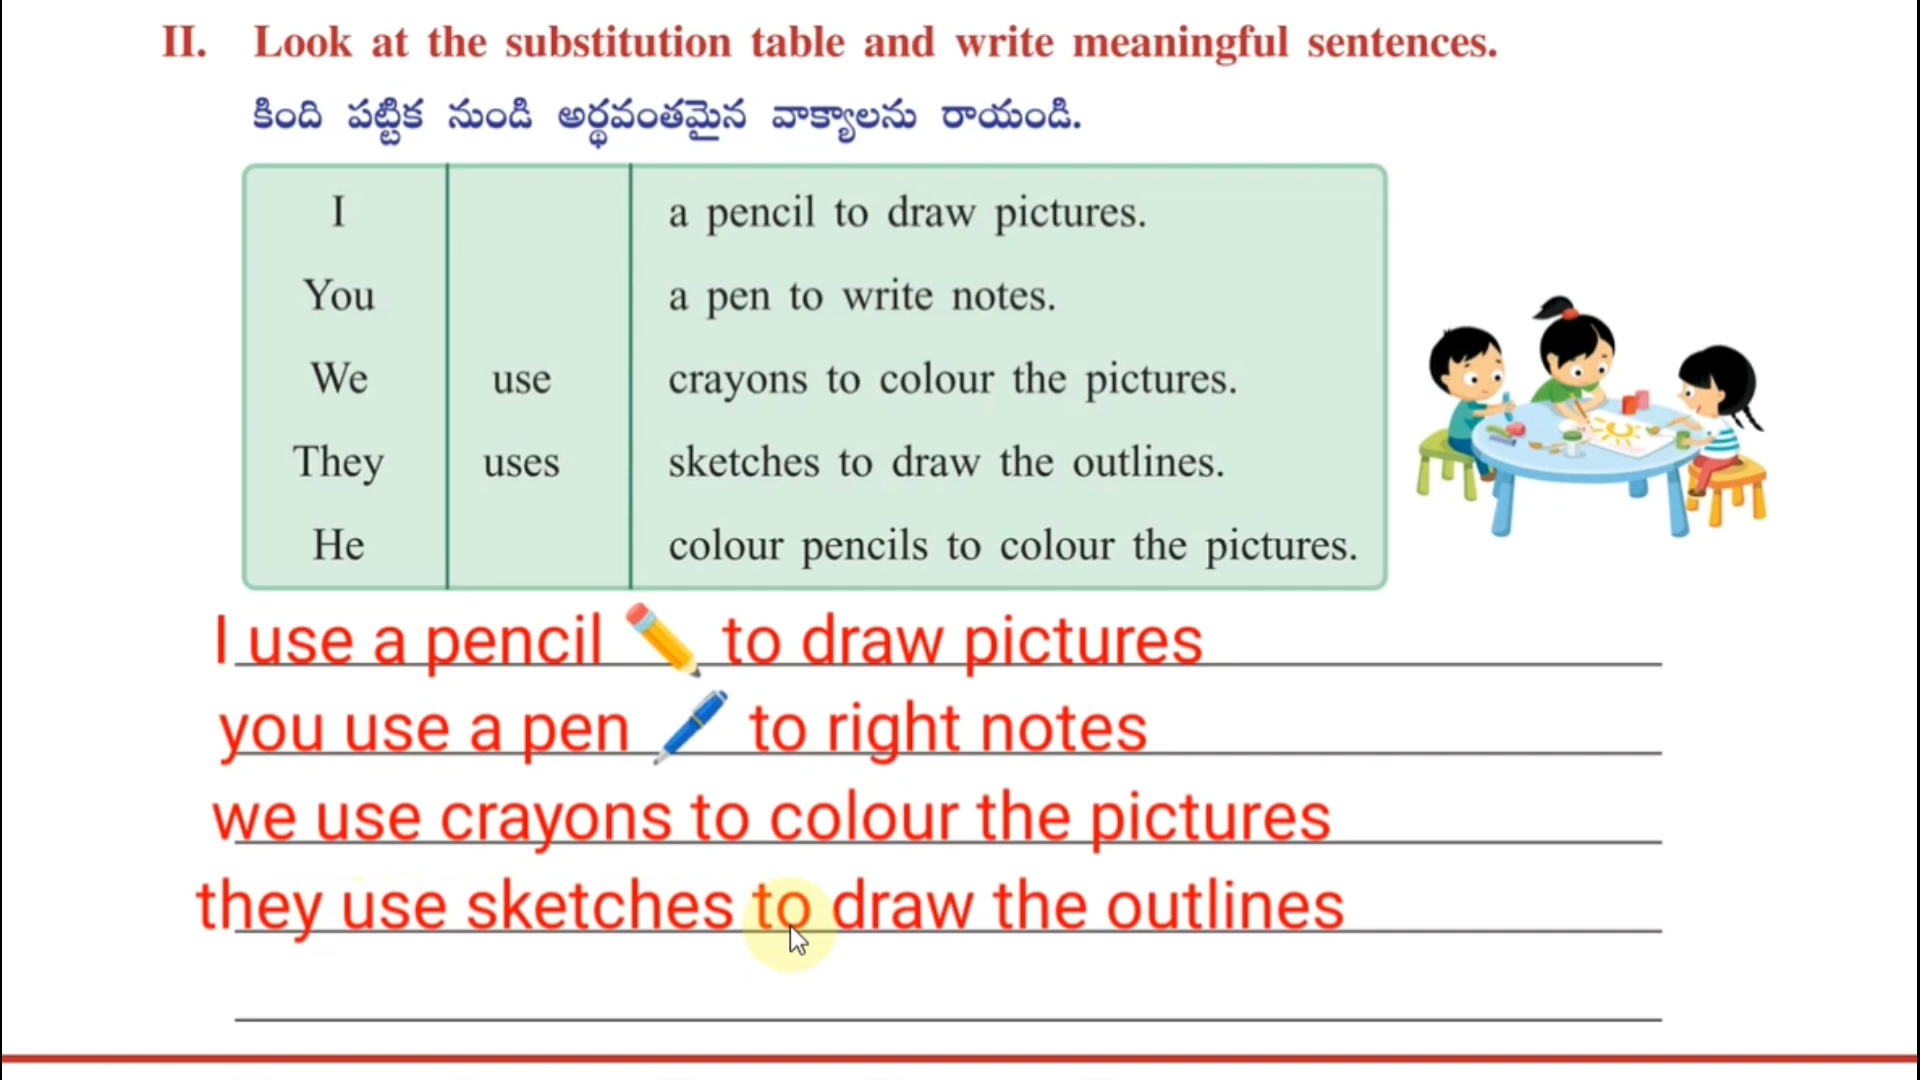 II. Look at the substitution table and write meaningful sentences.
కింది పట్టిక నుండి అర్థవంతమైన వాక్యాలను రాయండి.
I a pencil to draw pictures.
You a pen to write notes.
We use crayons to colour the pictures.
They uses sketches to draw the outlines.
He colour pencils to colour the pictures.
I use a pencil ✏️ to draw pictures
you use a pen 🖊️ to right notes
we use crayons to colour the pictures
they use sketches to draw the outlines